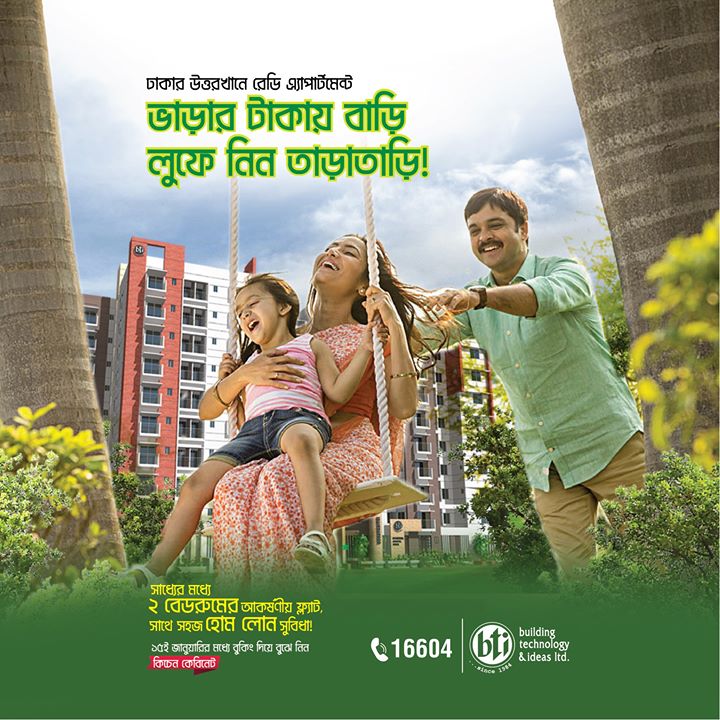 ঢাকার উত্তরখানে রেডি এ্যাপার্টমেন্ট
ভাড়ার টাকায় বাড়ি
লুফে নিন তাড়াতাড়ি!
bti
সাধ্যের মধ্যে
২ বেডরুমের আকর্ষণীয় ফ্ল্যাট,
সাথে সহজ হোম লোন সুবিধা!
১৫ই জানুয়ারির মধ্যে বুকিং দিয়ে বুঝে নিন
কিচেন কেবিনেট
16604
bti
...since 1984
building
technology
& ideas ltd.